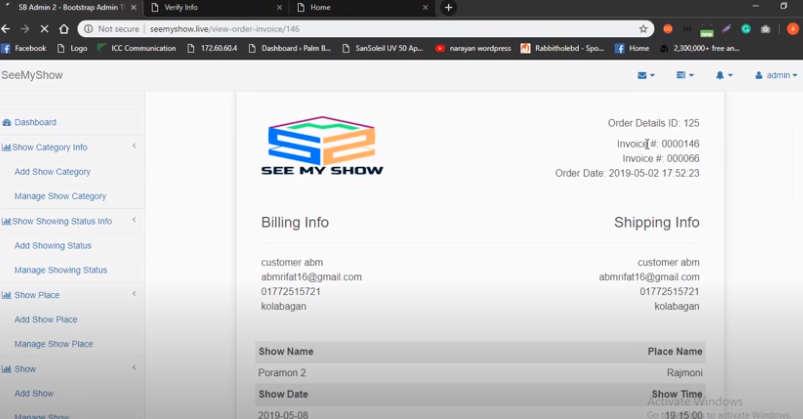 SB Admin 2 - Bootstrap Admin T
Verify Info
Home
Not secure | seemyshow.live/view-order-invoice/146
Facebook
Logo
ICC Communication
172.60.60.4
Dashboard ‹ Palm B...
SanSoleil UV 50 Ap...
narayan wordpress
Rabbitholebd - Spo...
Home
2,300,000+ free an...
SeeMyShow
admin
Dashboard
Show Category Info
Add Show Category
Manage Show Category
Show Showing Status Info
Add Showing Status
Manage Showing Status
Show Place
Add Show Place
Manage Show Place
Show
Add Show
Manage Show
SEE MY SHOW
Order Details ID: 125
Invoice #: 0000146
Invoice #: 000066
Order Date: 2019-05-02 17:52:23
Billing Info
Shipping Info
customer abm
customer abm
abmrifat16@gmail.com
abmrifat16@gmail.com
01772515721
01772515721
kolabagan
kolabagan
Show Name
Place Name
Poramon 2
Rajmoni
Show Date
Show Time
2019-05-08
19:15:00
Activate Windows
Go to Settings to activate Windows.